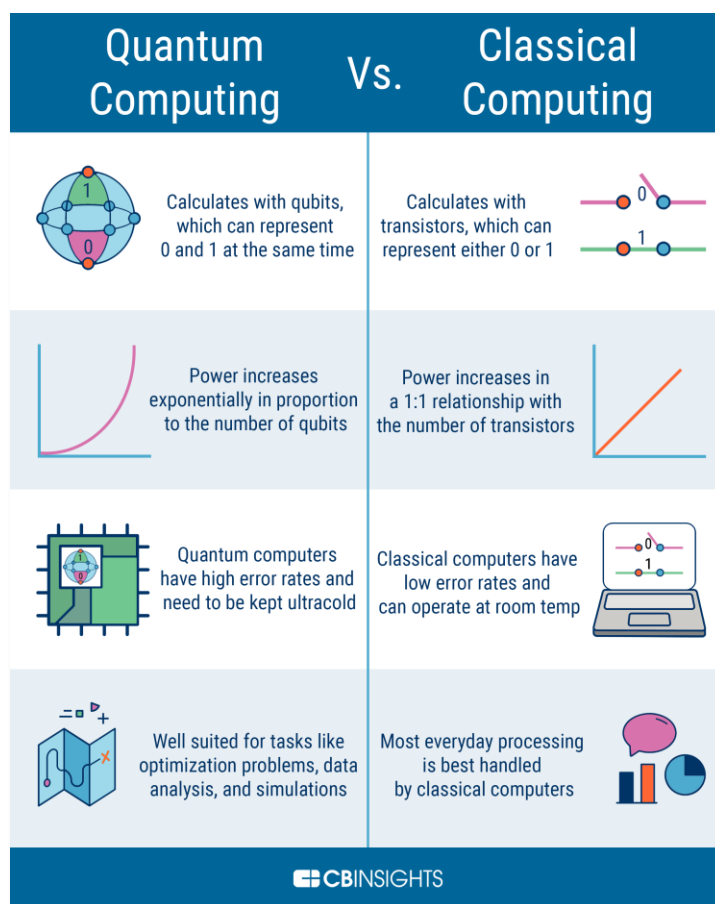 Quantum
Computing
Vs.
Classical
Computing
1
0
Calculates with qubits,
which can represent
0 and 1 at the same time
Calculates with
transistors, which can
represent either 0 or 1
0
1
Power increases
exponentially in proportion
to the number of qubits
Power increases in
a 1:1 relationship with
the number of transistors
1
0
Quantum computers
have high error rates and
need to be kept ultracold
Classical computers have
low error rates and
can operate at room temp
0
1
Well suited for tasks like
optimization problems, data
analysis, and simulations
Most everyday processing
is best handled
by classical computers
CBINSIGHTS